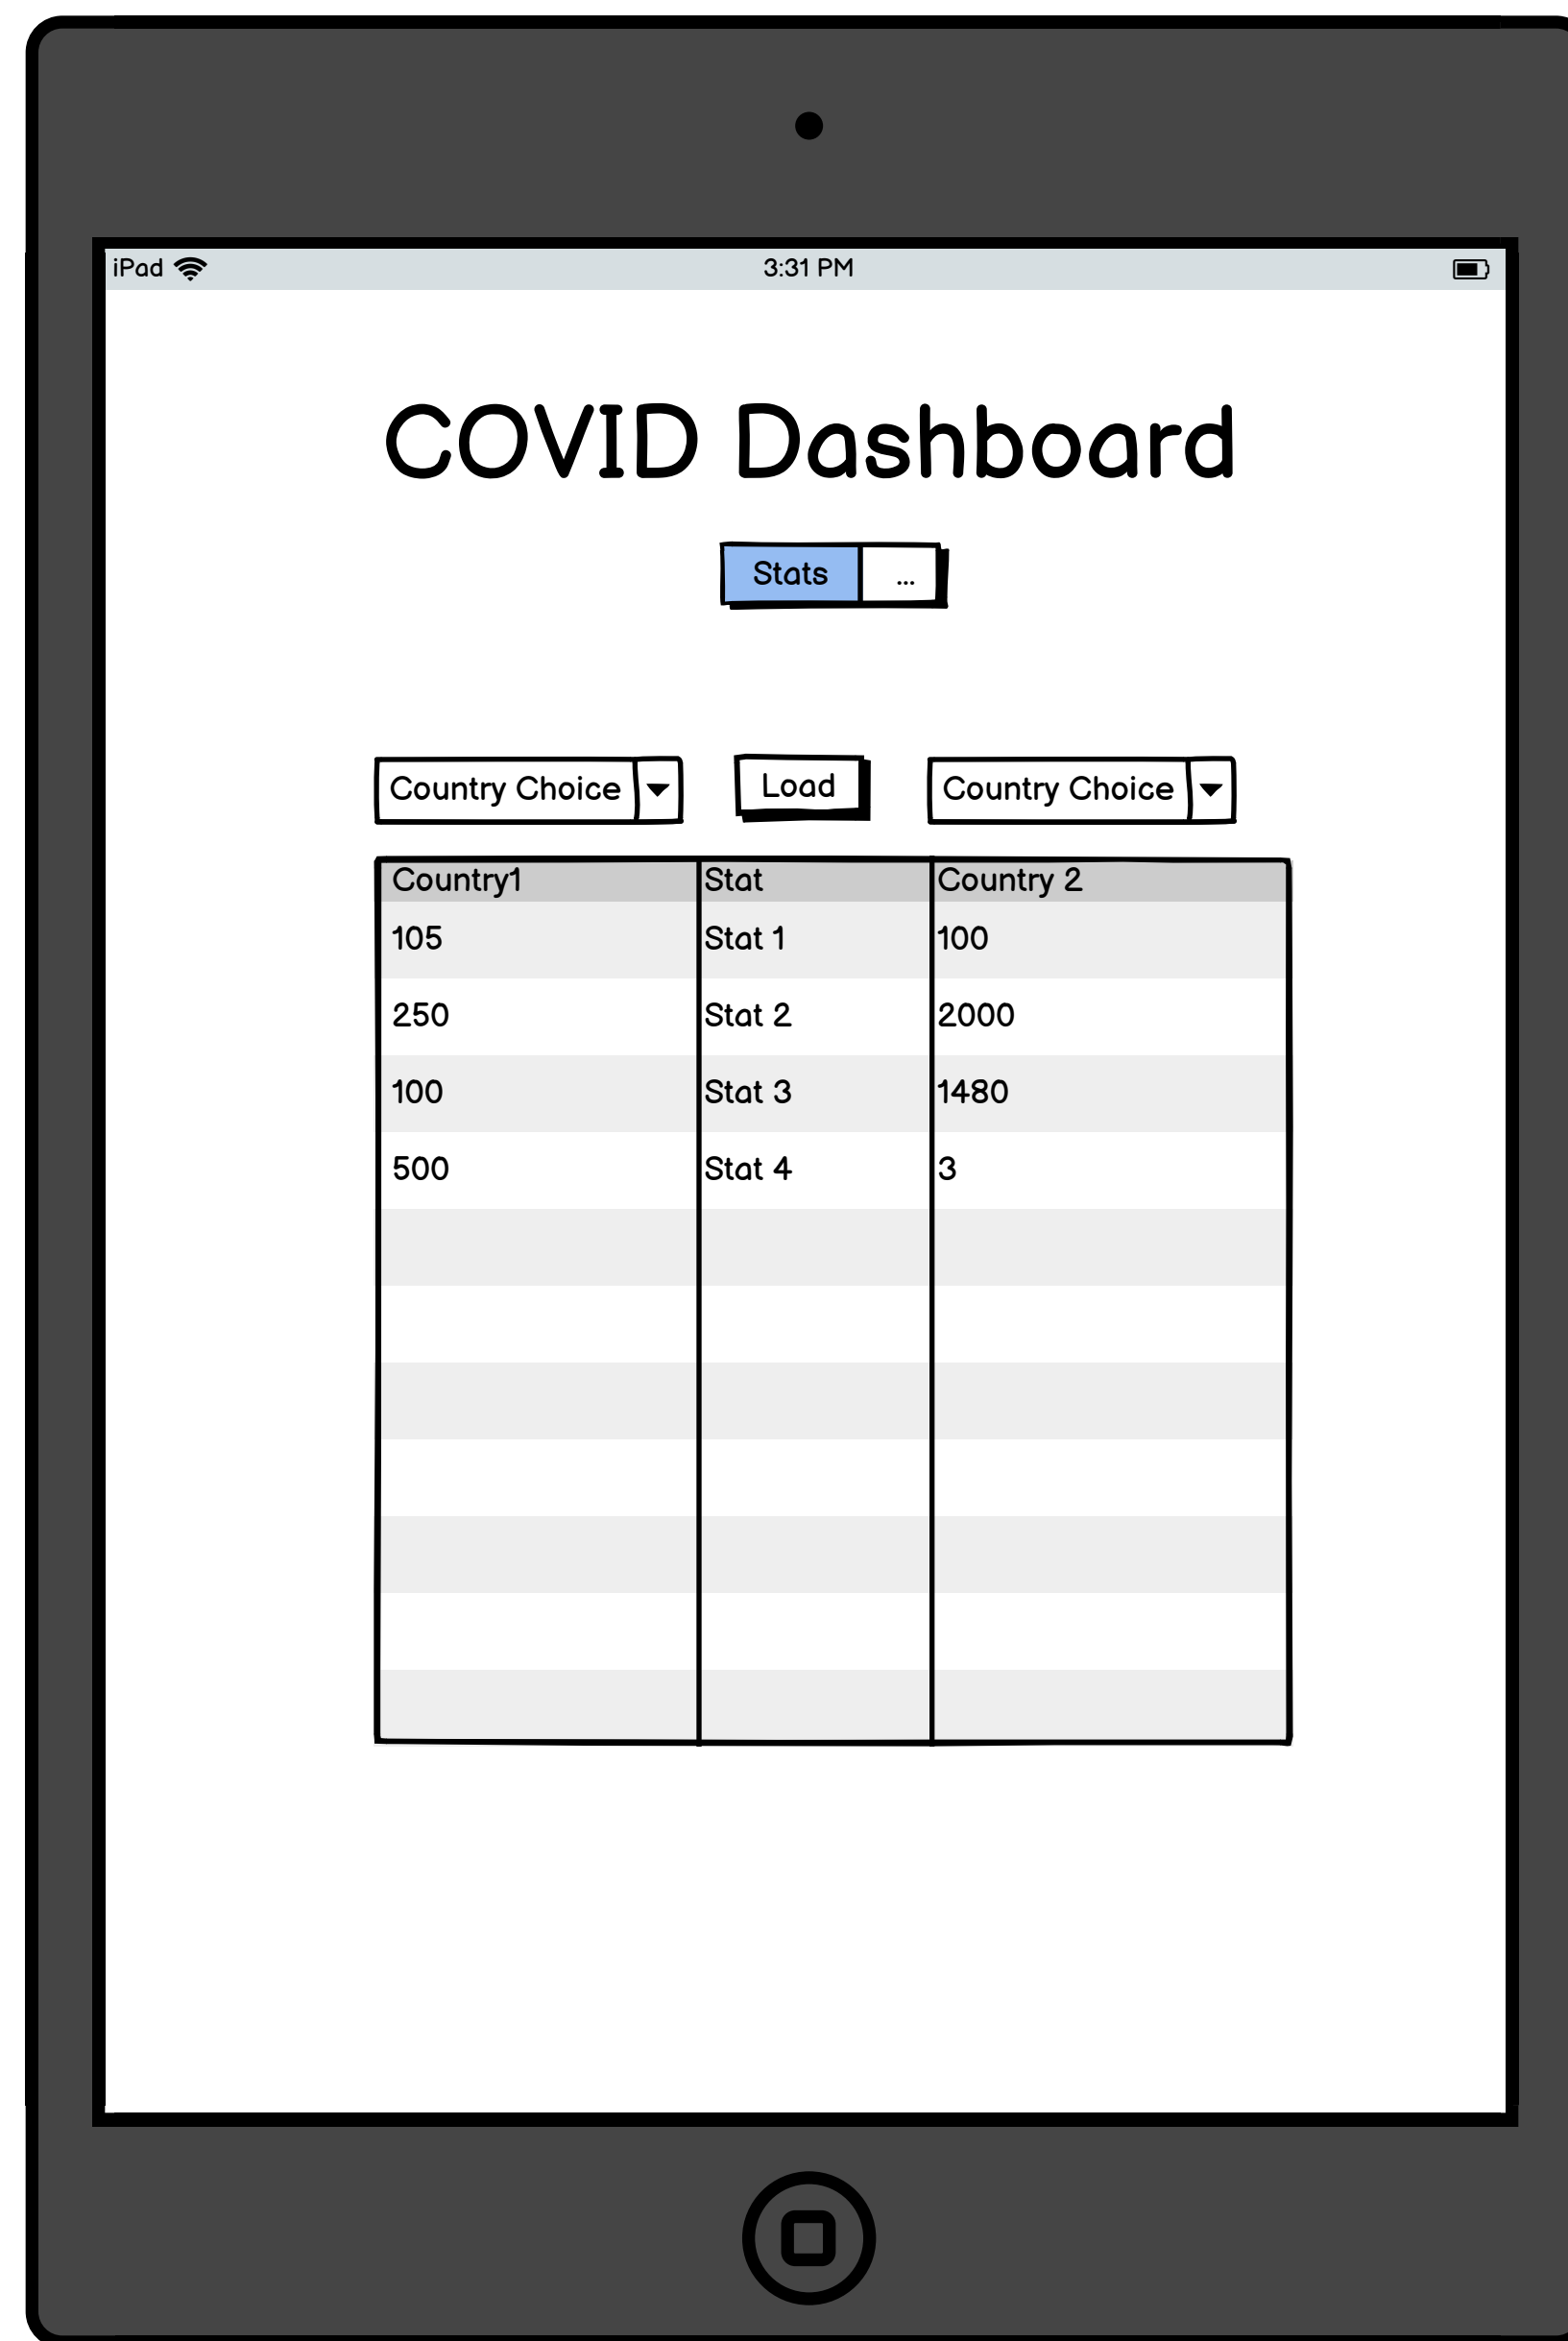 iPad 3:31 PM
COVID Dashboard
Stats ...
Country Choice Load Country Choice
Country1 Stat Country 2
105 Stat 1 100
250 Stat 2 2000
100 Stat 3 1480
500 Stat 4 3